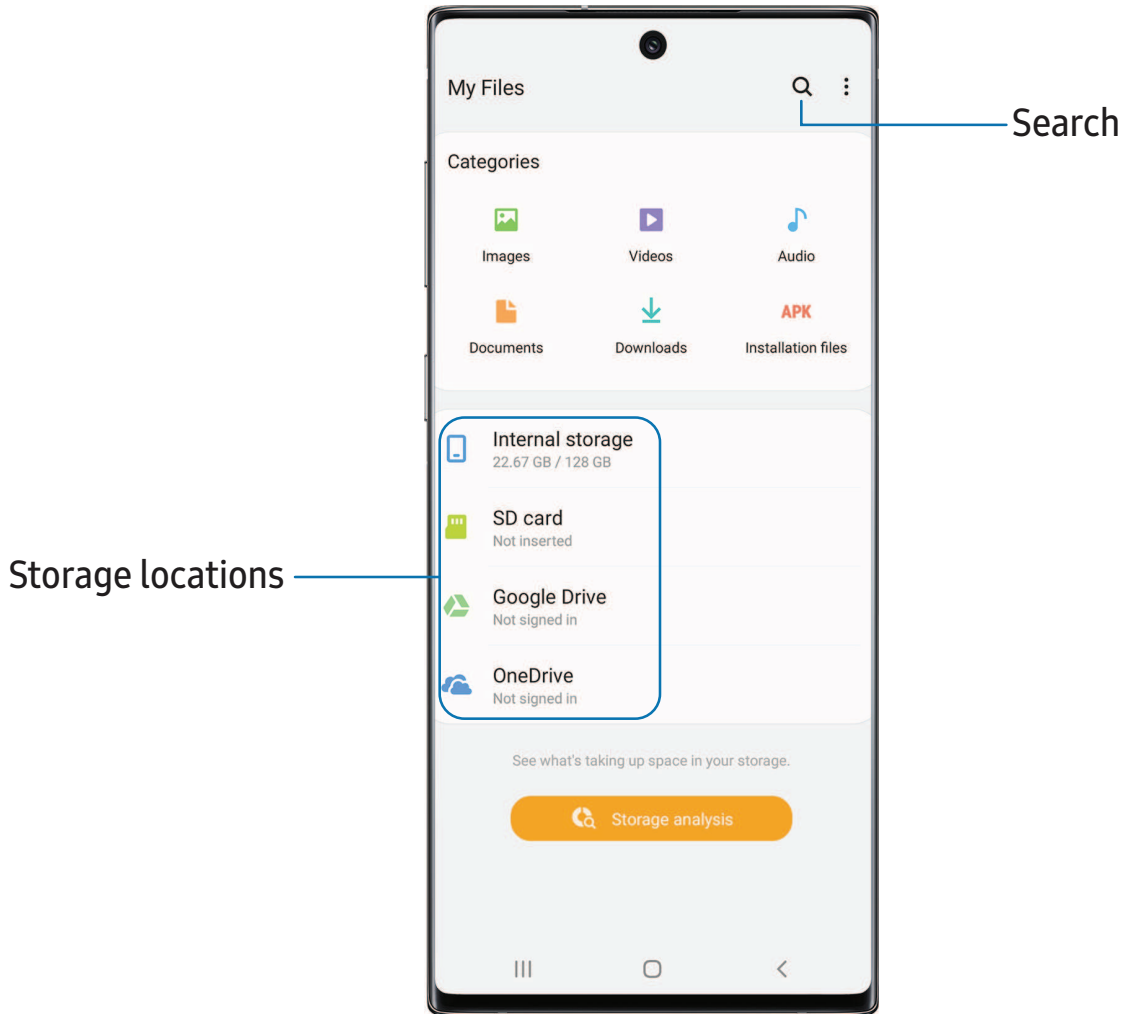 My Files
Search
Categories
Images
Videos
Audio
Documents
Downloads
APK
Installation files
Internal storage
22.67 GB / 128 GB
SD card
Not inserted
Storage locations
Google Drive
Not signed in
OneDrive
Not signed in
See what's taking up space in your storage.
Storage analysis